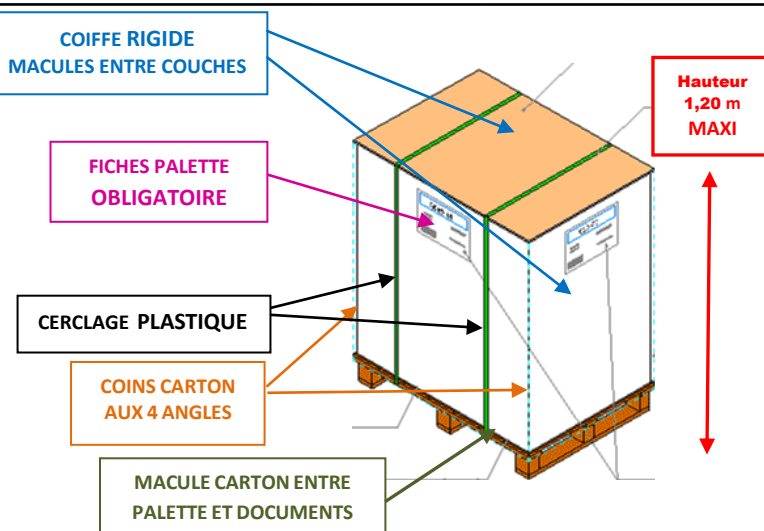 COIFFE RIGIDE
MACULES ENTRE COUCHES
Hauteur
1,20 m
MAXI
FICHES PALETTE
OBLIGATOIRE
CERCLAGE PLASTIQUE
COINS CARTON
AUX 4 ANGLES
MACULE CARTON ENTRE
PALETTE ET DOCUMENTS